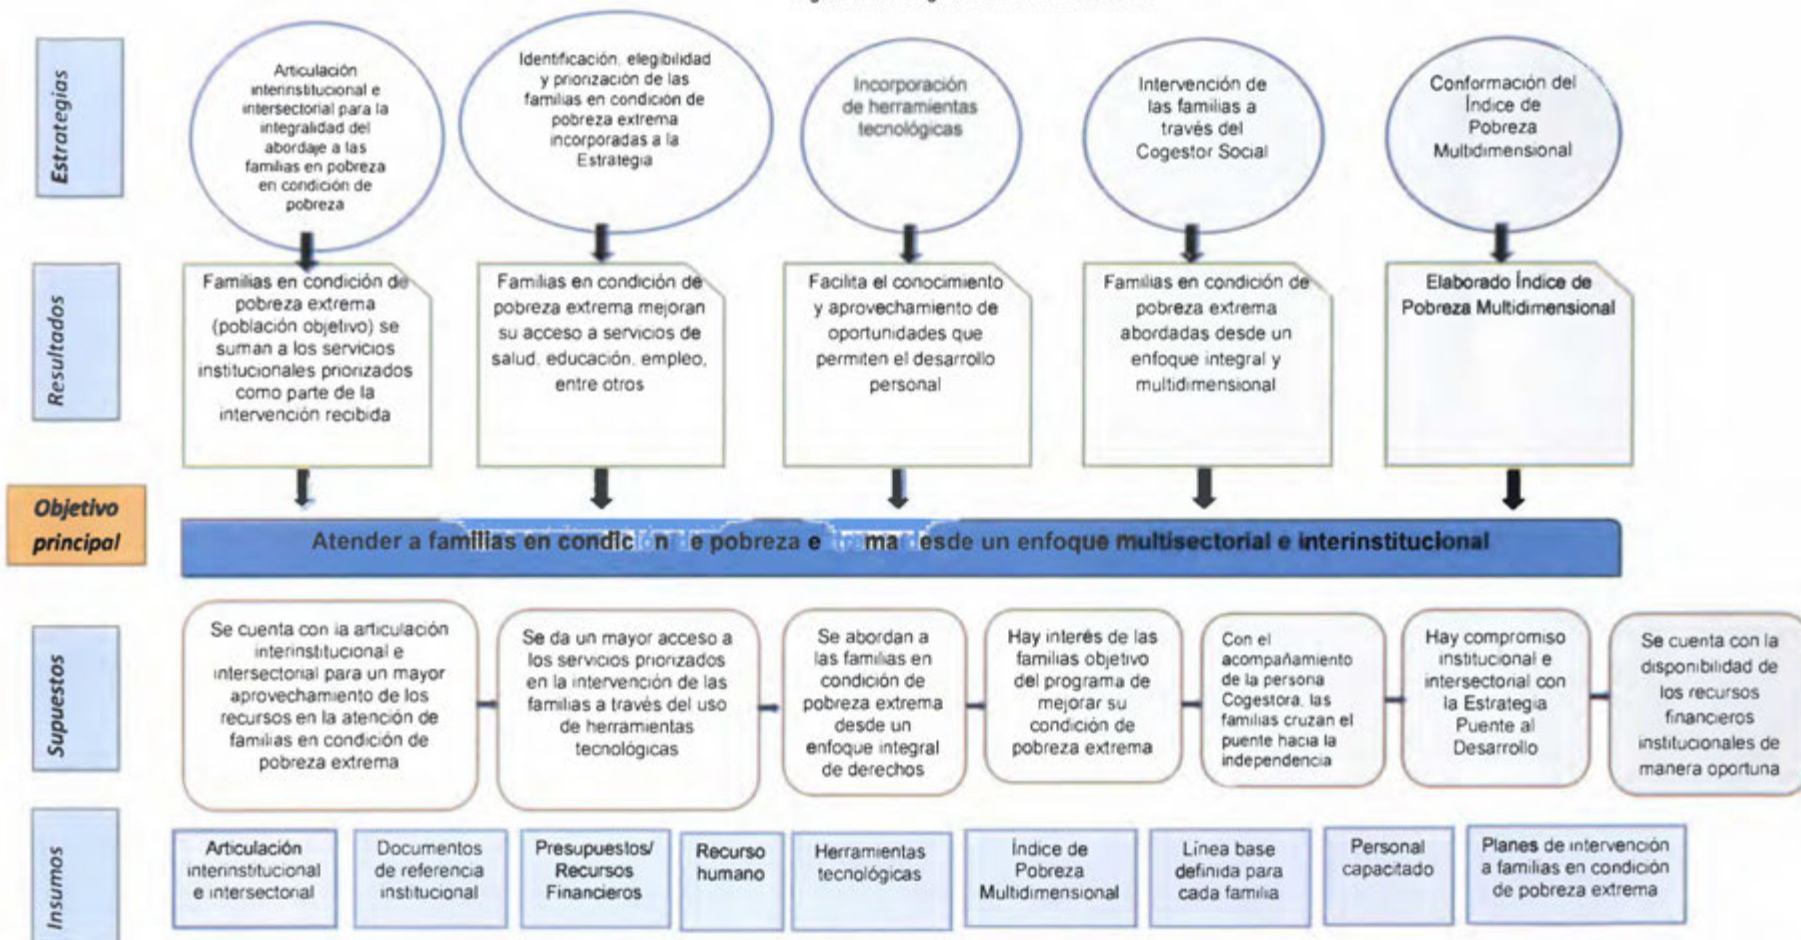 Estrategias
Articulación
interinstitucional e
intersectorial para la
integralidad del
abordaje a las
familias en pobreza
en condición de
pobreza
Identificación, elegibilidad
y priorización de las
familias en condición de
pobreza extrema
incorporadas a la
Estrategia
Incorporación
de herramientas
tecnológicas
Intervención de
las familias a
través del
Cogestor Social
Conformación del
Índice de
Pobreza
Multidimensional
Resultados
Familias en condición de
pobreza extrema
(población objetivo) se
suman a los servicios
institucionales priorizados
como parte de la
intervención recibida
Familias en condición de
pobreza extrema mejoran
su acceso a servicios de
salud, educación, empleo,
entre otros
Facilita el conocimiento
y aprovechamiento de
oportunidades que
permiten el desarrollo
personal
Familias en condición de
pobreza extrema
abordadas desde un
enfoque integral y
multidimensional
Elaborado Índice de
Pobreza Multidimensional
Objetivo
principal
Atender a familias en condición de pobreza extrema desde un enfoque multisectorial e interinstitucional
Supuestos
Se cuenta con la articulación
interinstitucional e
intersectorial para un mayor
aprovechamiento de los
recursos en la atención de
familias en condición de
pobreza extrema
Se da un mayor acceso a
los servicios priorizados
en la intervención de las
familias a través del uso
de herramientas
tecnológicas
Se abordan a
las familias en
condición de
pobreza extrema
desde un
enfoque integral
de derechos
Hay interés de las
familias objetivo
del programa de
mejorar su
condición de
pobreza extrema
Con el
acompañamiento
de la persona
Cogestora, las
familias cruzan el
puente hacia la
independencia
Hay compromiso
institucional e
intersectorial con
la Estrategia
Puente al
Desarrollo
Se cuenta con la
disponibilidad de
los recursos
financieros
institucionales de
manera oportuna
Insumos
Articulación
interinstitucional
e intersectorial
Documentos
de referencia
institucional
Presupuestos/
Recursos
Financieros
Recurso
humano
Herramientas
tecnológicas
Índice de
Pobreza
Multidimensional
Línea base
definida para
cada familia
Personal
capacitado
Planes de intervención
a familias en condición
de pobreza extrema